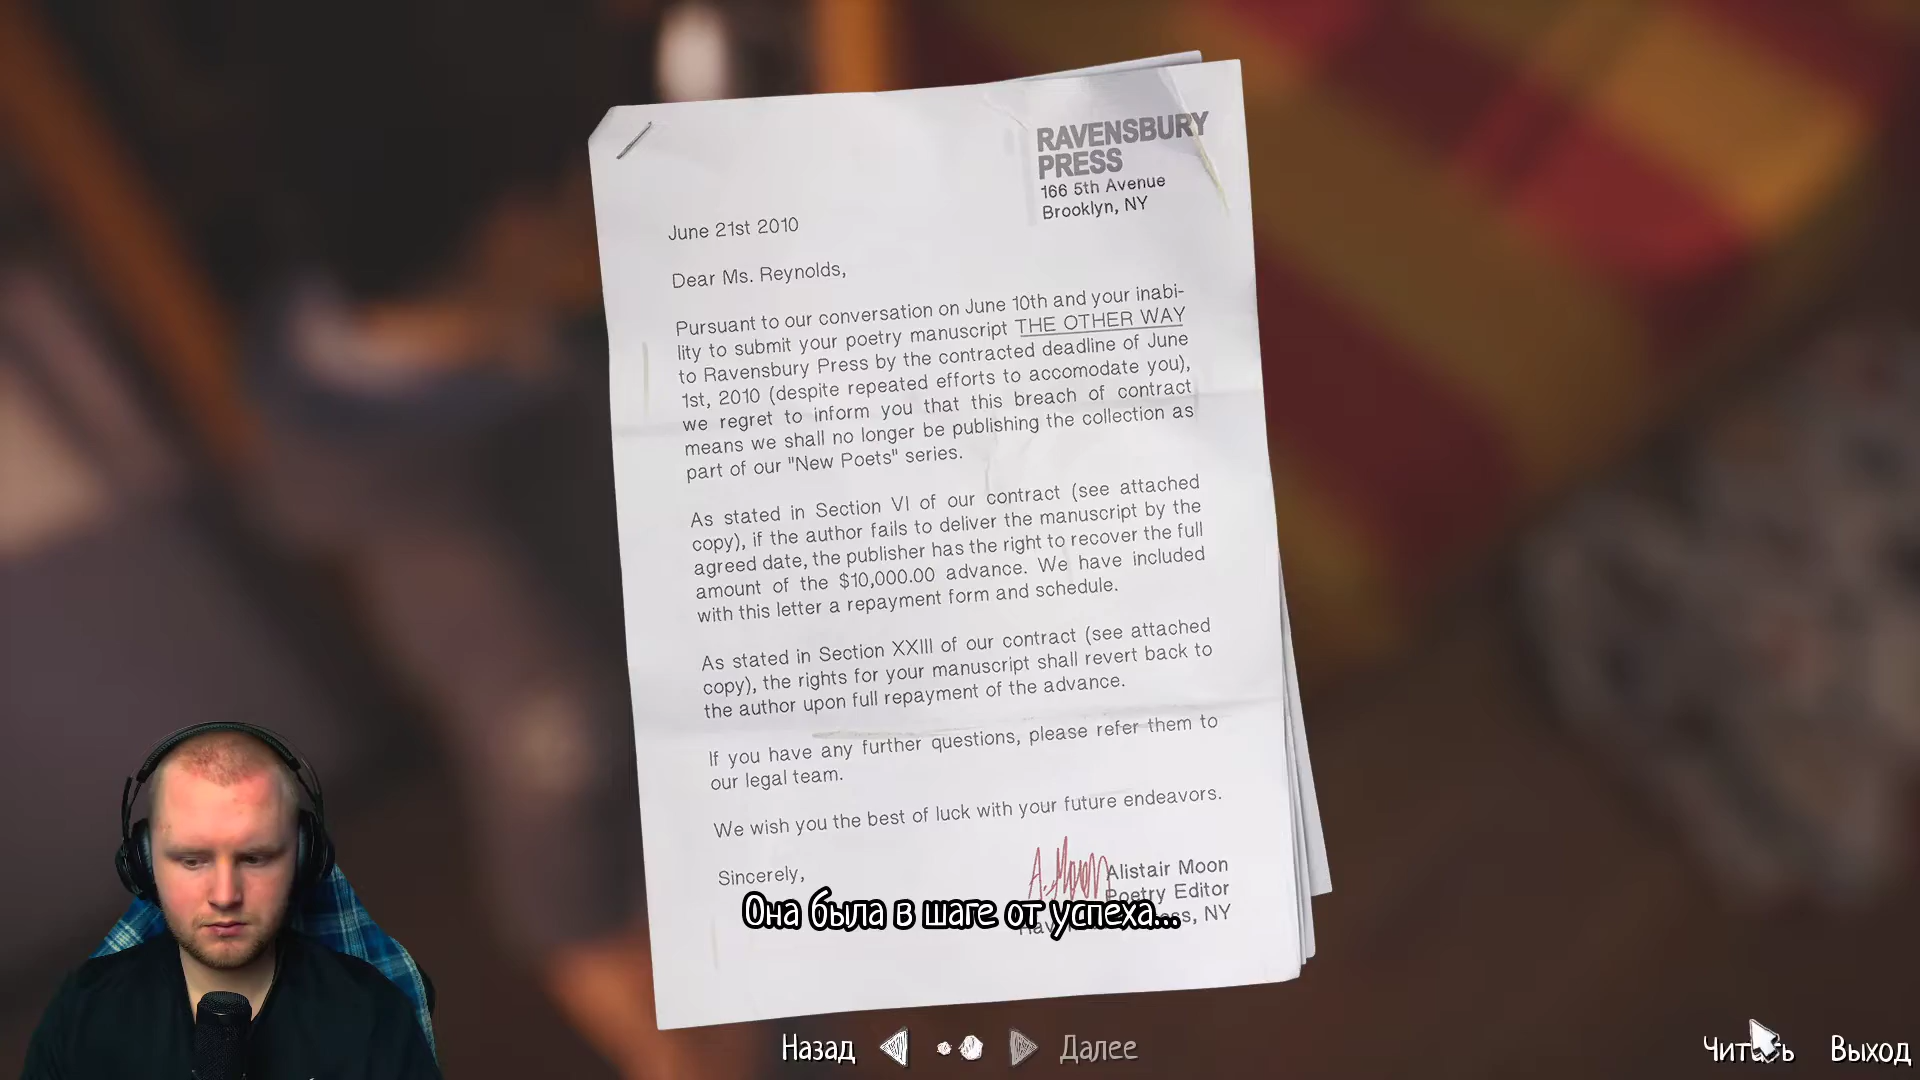 RAVENSBURY
PRESS
166 5th Avenue
Brooklyn, NY
June 21st 2010
Dear Ms. Reynolds,
Pursuant to our conversation on June 10th and your inabi-
lity to submit your poetry manuscript THE OTHER WAY
to Ravensbury Press by the contracted deadline of June
1st, 2010 (despite repeated efforts to accomodate you),
we regret to inform you that this breach of contract
means we shall no longer be publishing the collection as
part of our "New Poets" series.
As stated in Section VI of our contract (see attached
copy), if the author fails to deliver the manuscript by the
agreed date, the publisher has the right to recover the full
amount of the $10,000.00 advance. We have included
with this letter a repayment form and schedule.
As stated in Section XXIII of our contract (see attached
copy), the rights for your manuscript shall revert back to
the author upon full repayment of the advance.
If you have any further questions, please refer them to
our legal team.
We wish you the best of luck with your future endeavors.
Sincerely,
A. Moon
Alistair Moon
Poetry Editor
NY
Она была в шаге от успеха...
Назад
Далее
Читать
Выход